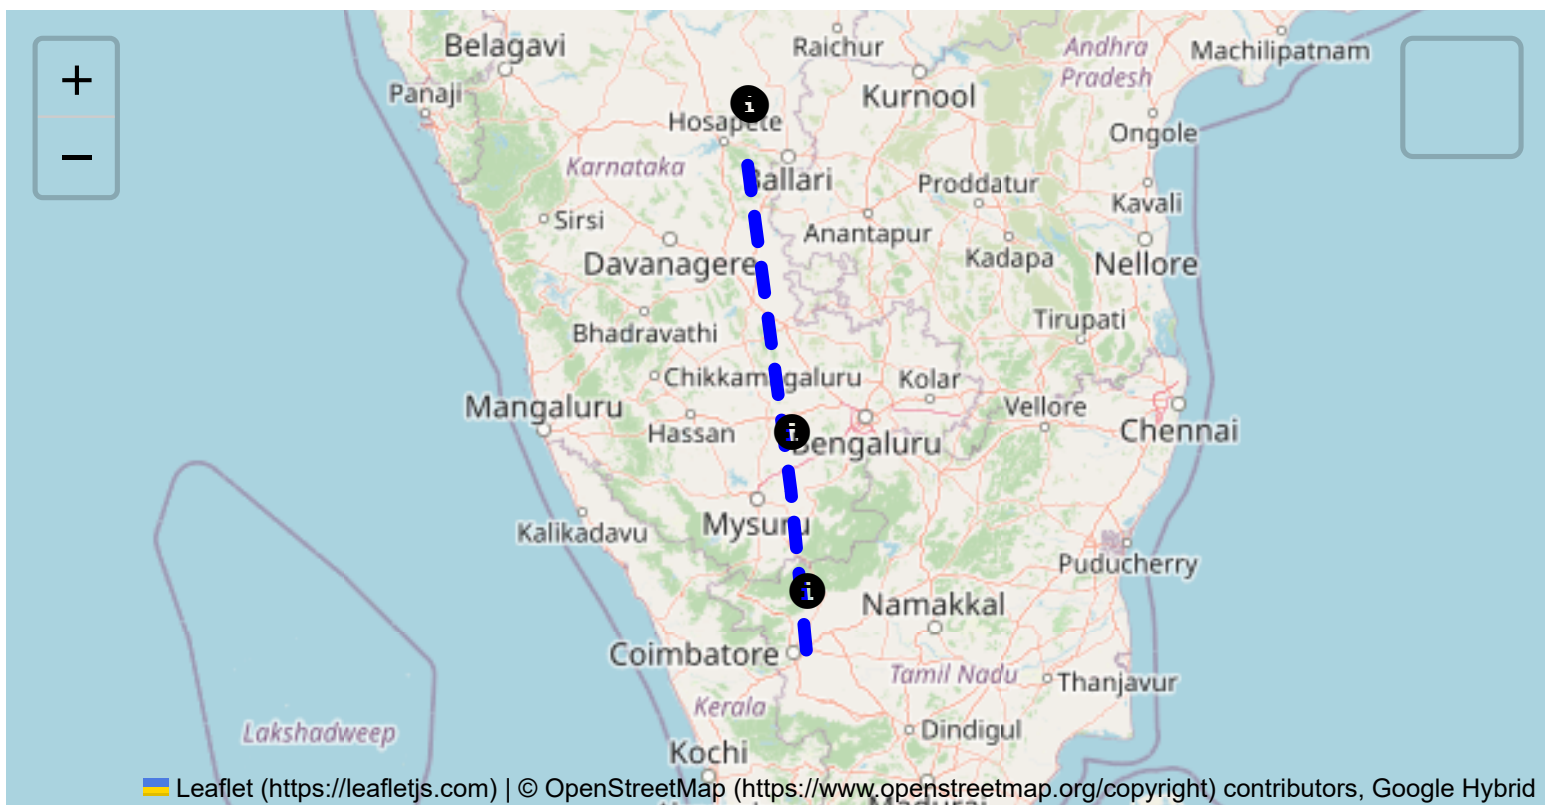 +
−
Belagavi
Raichur
Andhra
Pradesh
Machilipatnam
Panaji
Kurnool
i
Hosapete
Ongole
Karnataka
Ballari
Proddatur
Kavali
Sirsi
Anantapur
Davanagere
Kadapa
Nellore
Bhadravathi
Tirupati
Chikkamagaluru
Kolar
Mangaluru
Vellore
Hassan
i
Bengaluru
Chennai
Mysuru
Kalikadavu
Puducherry
i
Namakkal
Coimbatore
Tamil Nadu
Thanjavur
Kerala
Lakshadweep
Dindigul
Kochi
Leaflet (https://leafletjs.com) | © OpenStreetMap (https://www.openstreetmap.org/copyright) contributors, Google Hybrid
Madurai